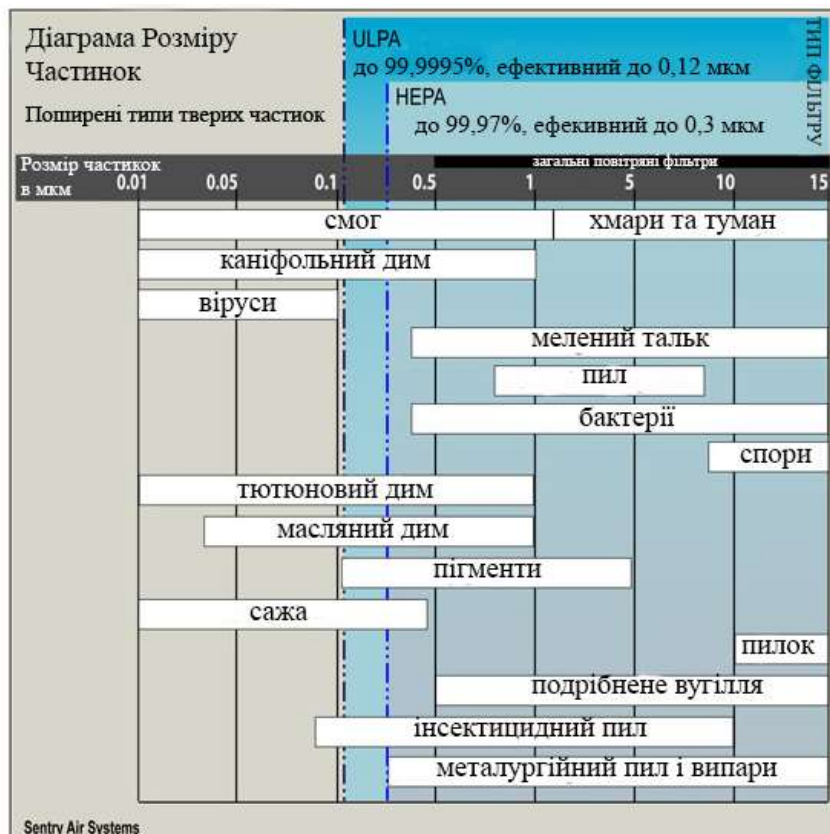 Діаграма Розміру
Частинок
Поширені типи тверих частиок
ULPA
до 99,9995%, ефективний до 0,12 мкм
HEPA
до 99,97%, ефекивний до 0,3 мкм
ТИП ФІЛЬТРУ
Розмір частикок
в мкм
загальні повітряні фільтри
0.01 0.05 0.1 0.5 1 5 10 15
смог хмари та туман
каніфольний дим
віруси
мелений тальк
пил
бактерії
спори
тютюновий дим
масляний дим
пігменти
сажа
пилок
подрібнене вугілля
інсектицидний пил
металургійний пил і випари
Sentry Air Systems